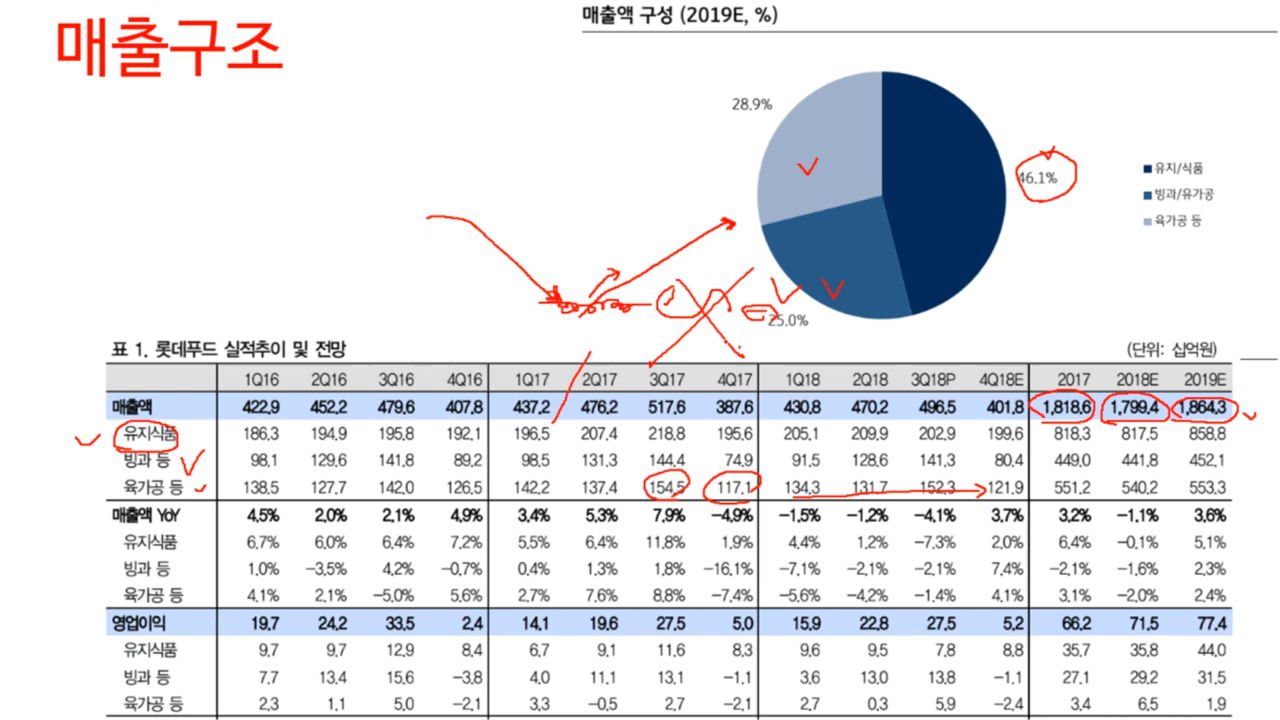 매출구조
매출액 구성 (2019E, %)
28.9%
46.1%
25.0%
유지/식품
빙과/유가공
육가공 등
표 1. 롯데푸드 실적추이 및 전망 (단위: 십억원)
1Q16 2Q16 3Q16 4Q16 1Q17 2Q17 3Q17 4Q17 1Q18 2Q18 3Q18P 4Q18E 2017 2018E 2019E
매출액 422.9 452.2 479.6 407.8 437.2 476.2 517.6 387.6 430.8 470.2 496.5 401.8 1,818.6 1,799.4 1,864.3
유지식품 186.3 194.9 195.8 192.1 196.5 207.4 218.8 195.6 205.1 209.9 202.9 199.6 818.3 817.5 858.8
빙과 등 98.1 129.6 141.8 89.2 98.5 131.3 144.4 74.9 91.5 128.6 141.3 80.4 449.0 441.8 452.1
육가공 등 138.5 127.7 142.0 126.5 142.2 137.4 154.5 117.1 134.3 131.7 152.3 121.9 551.2 540.2 553.3
매출액 YoY 4.5% 2.0% 2.1% 4.9% 3.4% 5.3% 7.9% -4.9% -1.5% -1.2% -4.1% 3.7% 3.2% -1.1% 3.6%
유지식품 6.7% 6.0% 6.4% 7.2% 5.5% 6.4% 11.8% 1.9% 4.4% 1.2% -7.3% 2.0% 6.4% -0.1% 5.1%
빙과 등 1.0% -3.5% 4.2% -0.7% 0.4% 1.3% 1.8% -16.1% -7.1% -2.1% -2.1% 7.4% -2.1% -1.6% 2.3%
육가공 등 4.1% 2.1% -5.0% 5.6% 2.7% 7.6% 8.8% -7.4% -5.6% -4.2% -1.4% 4.1% 3.1% -2.0% 2.4%
영업이익 19.7 24.2 33.5 2.4 14.1 19.6 27.5 5.0 15.9 22.8 27.5 5.2 66.2 71.5 77.4
유지식품 9.7 9.7 12.9 8.4 6.7 9.1 11.6 8.3 9.6 9.5 7.8 8.8 35.7 35.8 44.0
빙과 등 7.7 13.4 15.6 -3.8 4.0 11.1 13.1 -1.1 3.6 13.0 13.8 -1.1 27.1 29.2 31.5
육가공 등 2.3 1.1 5.0 -2.1 3.3 -0.5 2.7 -2.1 2.7 0.3 5.9 -2.4 3.4 6.5 1.9